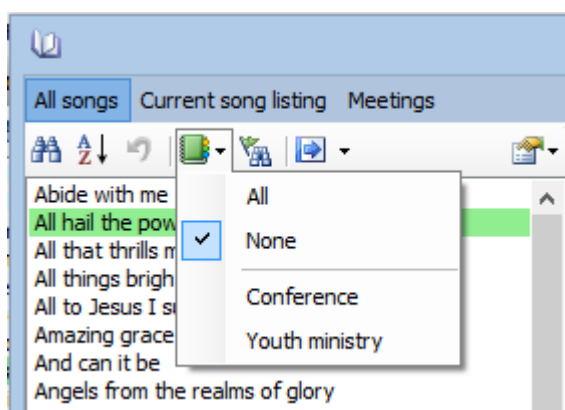 All songs Current song listing Meetings
Abide with me
All
All hail the pow
None
All that thrills
All things brigh
Conference
All to Jesus I
Amazing grace
Youth ministry
And can it be
Angels from the realms of glory